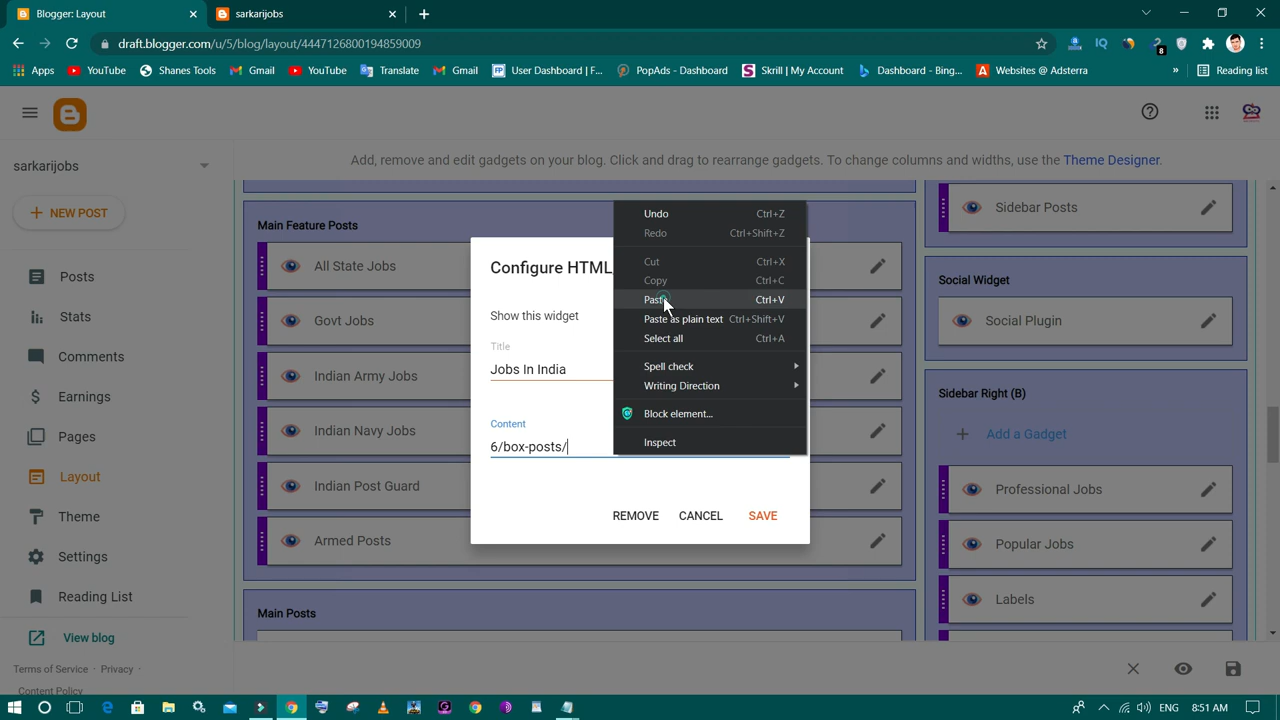 Blogger: Layout
sarkarijobs
draft.blogger.com/u/5/blog/layout/4447126800194859009
IQ
8
Apps
YouTube
Shanes Tools
Gmail
YouTube
Translate
Gmail
User Dashboard | F...
PopAds - Dashboard
Skrill | My Account
Dashboard - Bing...
Websites @ Adsterra
»
Reading list
sarkarijobs
NEW POST
Posts
Stats
Comments
Earnings
Pages
Layout
Theme
Settings
Reading List
View blog
Terms of Service · Privacy ·
Content Policy
Add, remove and edit gadgets on your blog. Click and drag to rearrange gadgets. To change columns and widths, use the Theme Designer.
Main Feature Posts
All State Jobs
Govt Jobs
Indian Army Jobs
Indian Navy Jobs
Indian Post Guard
Armed Posts
Main Posts
Configure HTML
Show this widget
Title
Jobs In India
Content
6/box-posts/
REMOVE CANCEL SAVE
Undo Ctrl+Z
Redo Ctrl+Shift+Z
Cut Ctrl+X
Copy Ctrl+C
Paste Ctrl+V
Paste as plain text Ctrl+Shift+V
Select all Ctrl+A
Spell check
Writing Direction
Block element...
Inspect
Sidebar Posts
Social Widget
Social Plugin
Sidebar Right (B)
Add a Gadget
Professional Jobs
Popular Jobs
Labels
ENG 8:51 AM